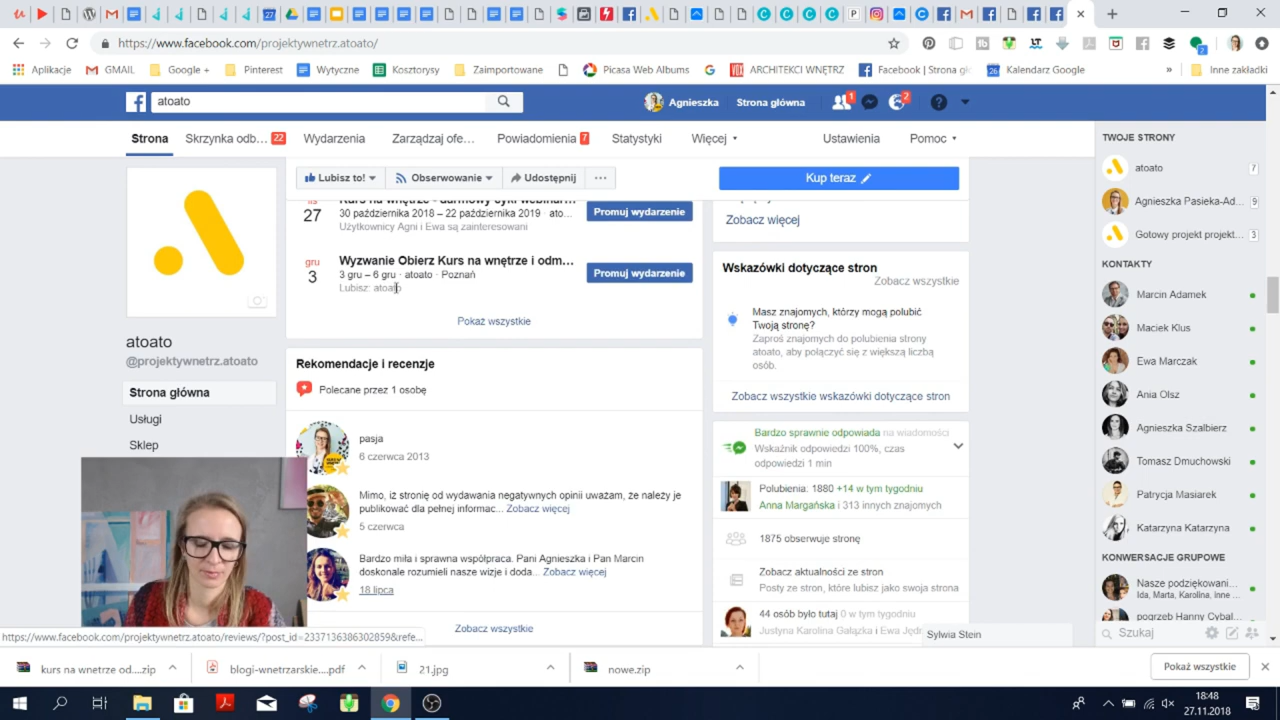 https://www.facebook.com/projektywnetrz.atoato/
Aplikacje
GMAIL
Google +
Pinterest
Wytyczne
Kosztorysy
Zaimportowane
Picasa Web Albums
ARCHITEKCI WNĘTRZ
Facebook | Strona gł
Kalendarz Google
»
Inne zakładki
atoato
Agnieszka
Strona główna
1
2
Strona
Skrzynka odb... 22
Wydarzenia
Zarządzaj ofe...
Powiadomienia 7
Statystyki
Więcej
Ustawienia
Pomoc
Lubisz to!
Obserwowanie
Udostępnij
Kup teraz
27
30 października 2018 – 22 października 2019 · ato...
Użytkownicy Agni i Ewa są zainteresowani
Promuj wydarzenie
gru
3
Wyzwanie Obierz Kurs na wnętrze i odm...
3 gru – 6 gru · atoato · Poznań
Lubisz: atoato
Promuj wydarzenie
Pokaż wszystkie
atoato
@projektywnetrz.atoato
Strona główna
Usługi
Sklep
Rekomendacje i recenzje
Polecane przez 1 osobę
pasja
6 czerwca 2013
Mimo, iż stronię od wydawania negatywnych opinii uważam, że należy je
publikować dla pełnej informac... Zobacz więcej
5 czerwca
Bardzo miła i sprawna współpraca. Pani Agnieszka i Pan Marcin
doskonale rozumieli nasze wizje i doda... Zobacz więcej
18 lipca
Zobacz wszystkie
Zobacz więcej
Wskazówki dotyczące stron
Zobacz wszystkie
Masz znajomych, którzy mogą polubić
Twoją stronę?
Zaproś znajomych do polubienia strony
atoato, aby połączyć się z większą liczbą
osób.
Zobacz wszystkie wskazówki dotyczące stron
Bardzo sprawnie odpowiada na wiadomości
Wskaźnik odpowiedzi 100%, czas
odpowiedzi 1 min
Polubienia: 1880 +14 w tym tygodniu
Anna Margańska i 313 innych znajomych
1875 obserwuje stronę
Zobacz aktualności ze stron
Posty ze stron, które lubisz jako swoja strona
44 osób było tutaj 0 w tym tygodniu
Justyna Karolina Gałązka i Ewa Jędr
Sylwia Stein
TWOJE STRONY
atoato 7
Agnieszka Pasieka-Ad... 9
Gotowy projekt projekt... 3
KONTAKTY
Marcin Adamek
Maciek Klus
Ewa Marczak
Ania Olsz
Agnieszka Szalbierz
Tomasz Dmuchowski
Patrycja Masiarek
Katarzyna Katarzyna
KONWERSACJE GRUPOWE
Nasze podziękowani...
Ida, Marta, Karolina, Inne ...
pogrzeb Hanny Cybal...
Szukaj
https://www.facebook.com/projektywnetrz.atoato/reviews/?post_id=2337136386302859&refe...
kurs na wnetrze od....zip
blogi-wnetrzarskie....pdf
21.jpg
nowe.zip
Pokaż wszystkie
18:48
27.11.2018